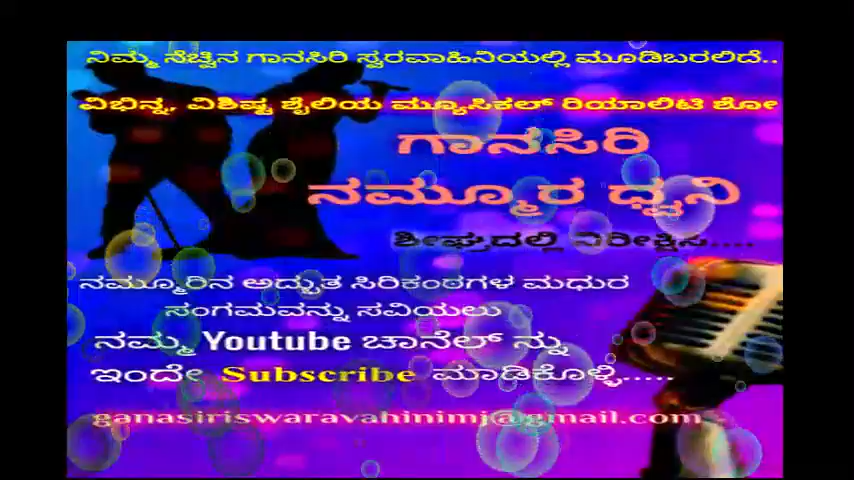 ನಿಮ್ಮ ನೆಚ್ಚಿನ ಗಾನಸಿರಿ ಸ್ವರವಾಹಿನಿಯಲ್ಲಿ ಮೂಡಿಬರಲಿದೆ..
ವಿಭಿನ್ನ, ವಿಶಿಷ್ಟ ಶೈಲಿಯ ಮ್ಯೂಸಿಕಲ್ ರಿಯಾಲಿಟಿ ಶೋ
ಗಾನಸಿರಿ
ನಮ್ಮೂರ ಧ್ವನಿ
ಶೀಘ್ರದಲ್ಲಿ ನಿರೀಕ್ಷಿಸಿ....
ನಮ್ಮೂರಿನ ಅದ್ಭುತ ಸಿರಿಕಂಠಗಳ ಮಧುರ
ಸಂಗಮವನ್ನು ಸವಿಯಲು
ನಮ್ಮ Youtube ಚಾನೆಲ್ ನ್ನು
ಇಂದೇ Subscribe ಮಾಡಿಕೊಳ್ಳಿ.....
ganasiriswaravahinimj@gmail.com